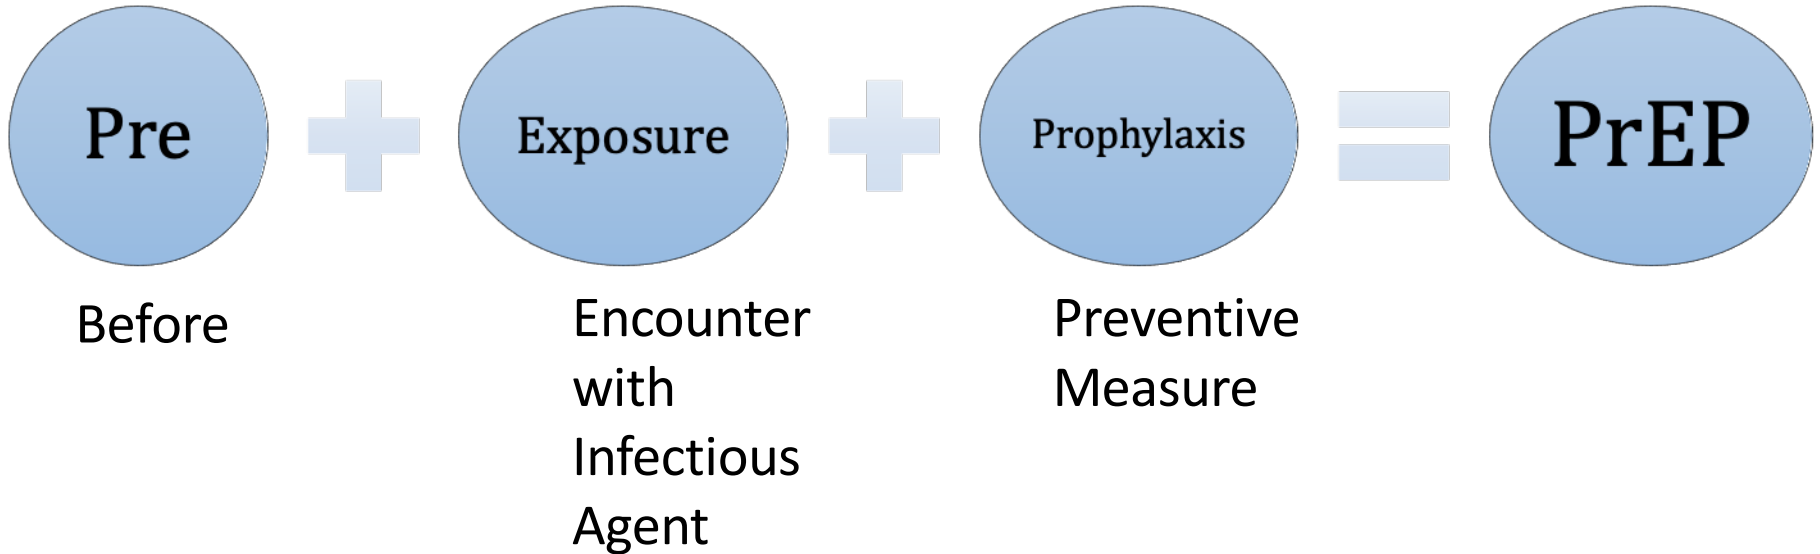 Pre
Exposure
Prophylaxis
PrEP
Before
Encounter
with
Infectious
Agent
Preventive
Measure